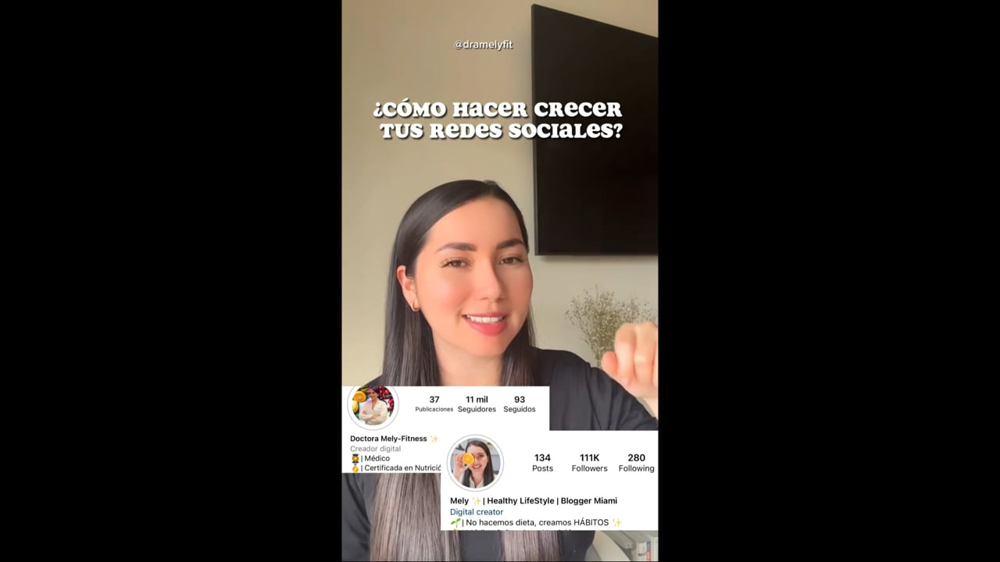 @dramelyfit
¿CÓMO HACER CRECER
TUS REDES SOCIALES?
37 11 mil 93
Publicaciones Seguidores Seguidos
Doctora Mely-Fitness ✨
Creador digital
👩‍🎓| Médico
🏅| Certificada en Nutrició
134 111K 280
Posts Followers Following
Mely ✨| Healthy LifeStyle | Blogger Miami
Digital creator
🌱| No hacemos dieta, creamos HÁBITOS ✨